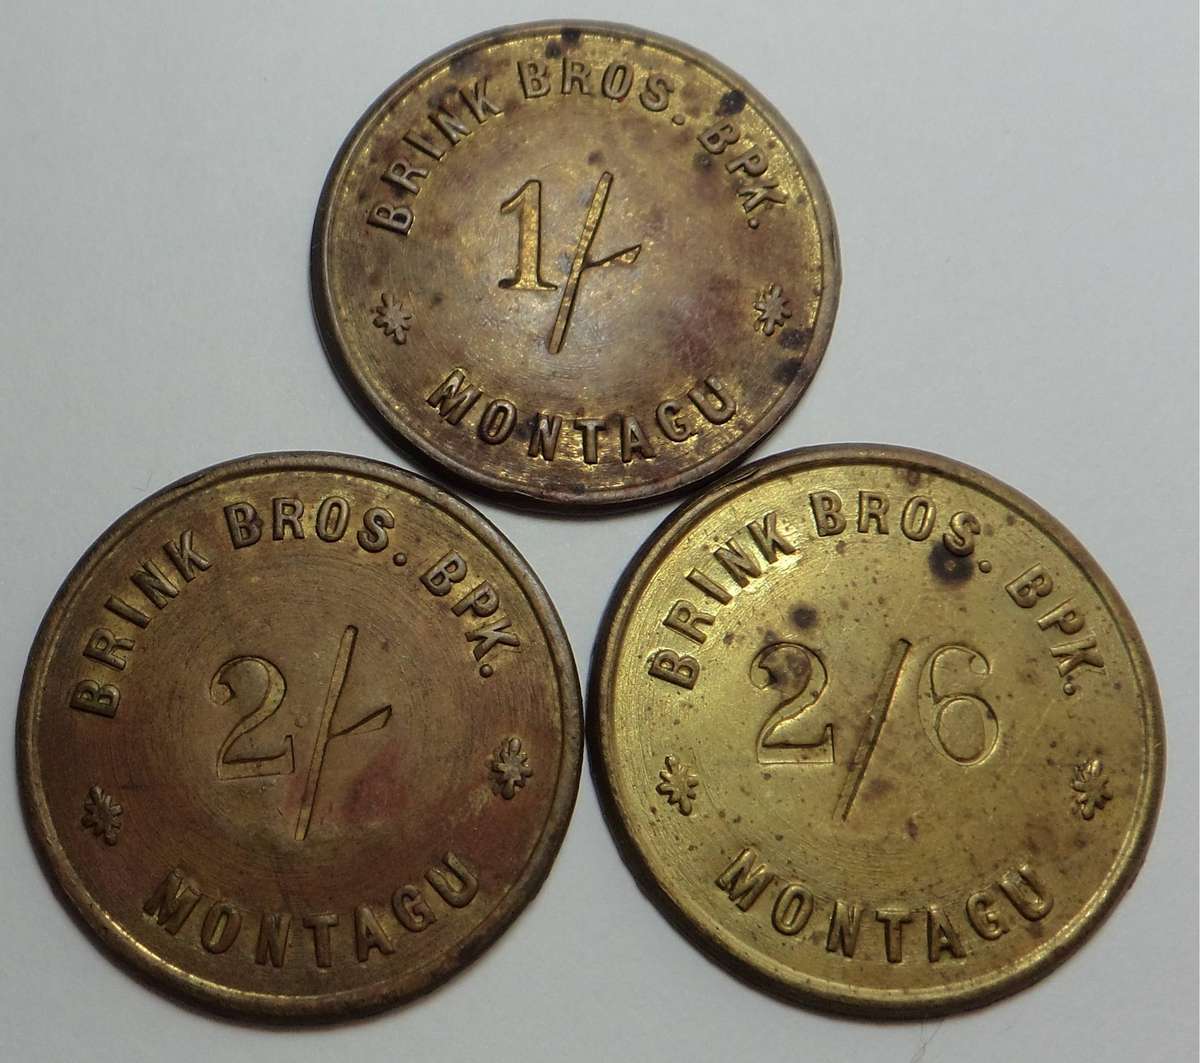 BRINK BROS. BPK.
1/-
MONTAGU
BRINK BROS. BPK.
2/-
MONTAGU
BRINK BROS. BPK.
2/6
MONTAGU